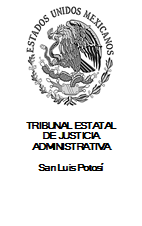 ESTADOS UNIDOS MEXICANOS
TRIBUNAL ESTATAL
DE JUSTICIA
ADMINISTRATIVA
San Luis Potosí